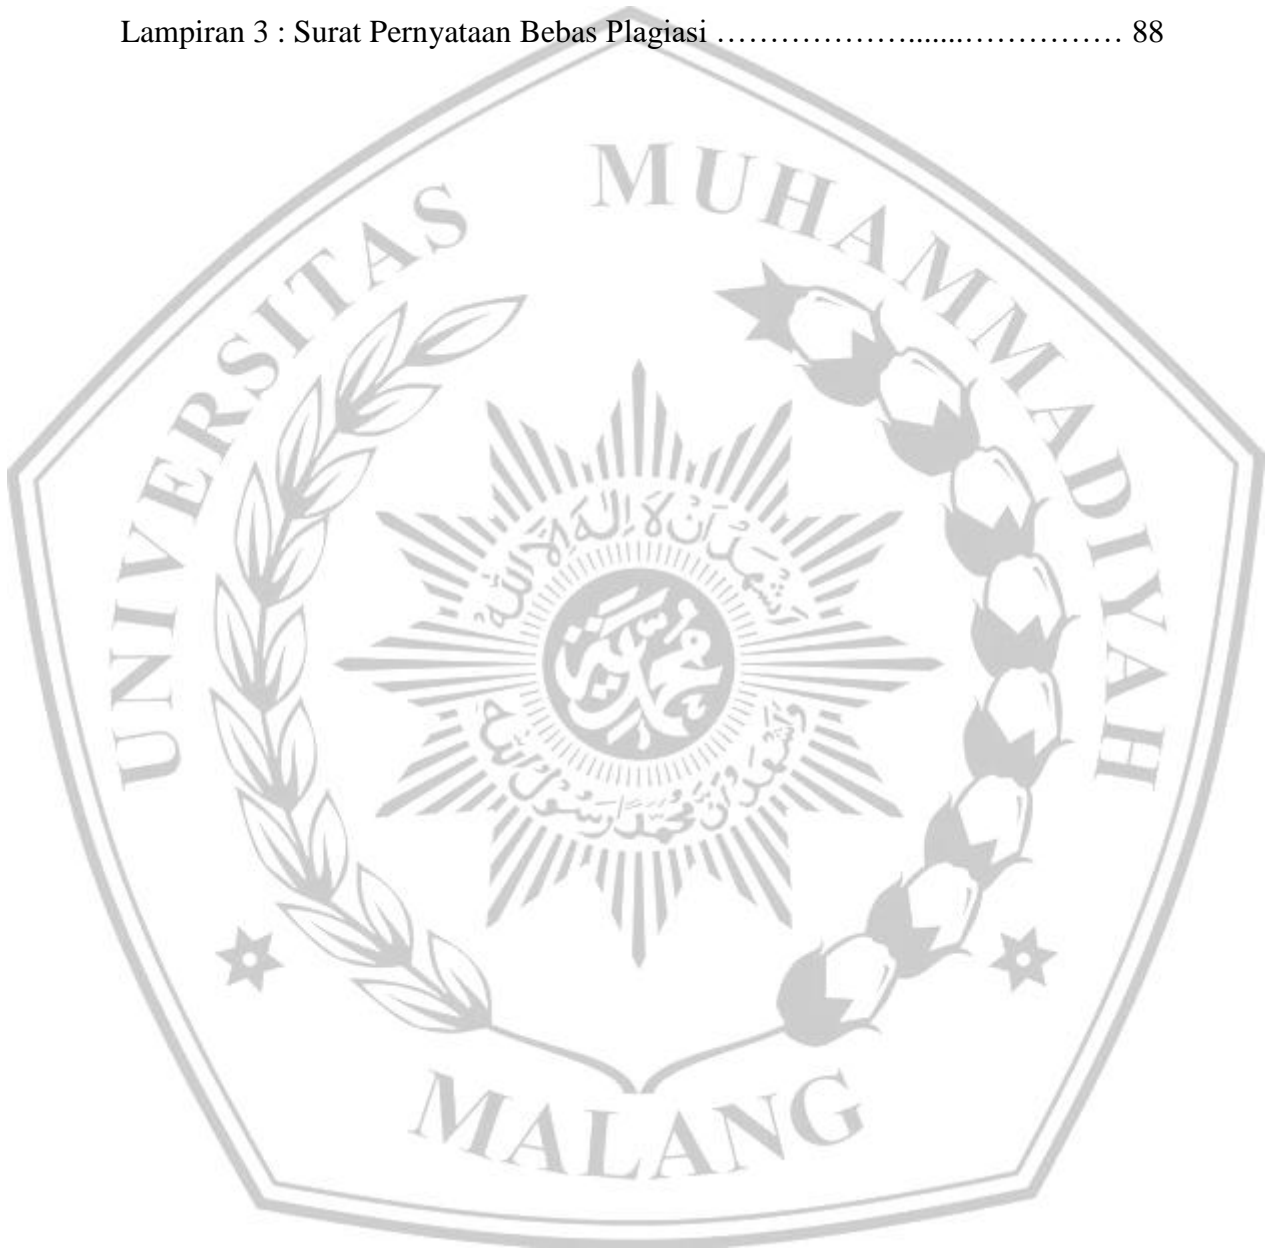 Lampiran 3 : Surat Pernyataan Bebas Plagiasi ……………….......…………… 88
UNIVERSITAS MUHAMMADIYAH
أشهد أن لا إله إلا الله
محمد
وأشهد أن محمدا رسول الله
MALANG